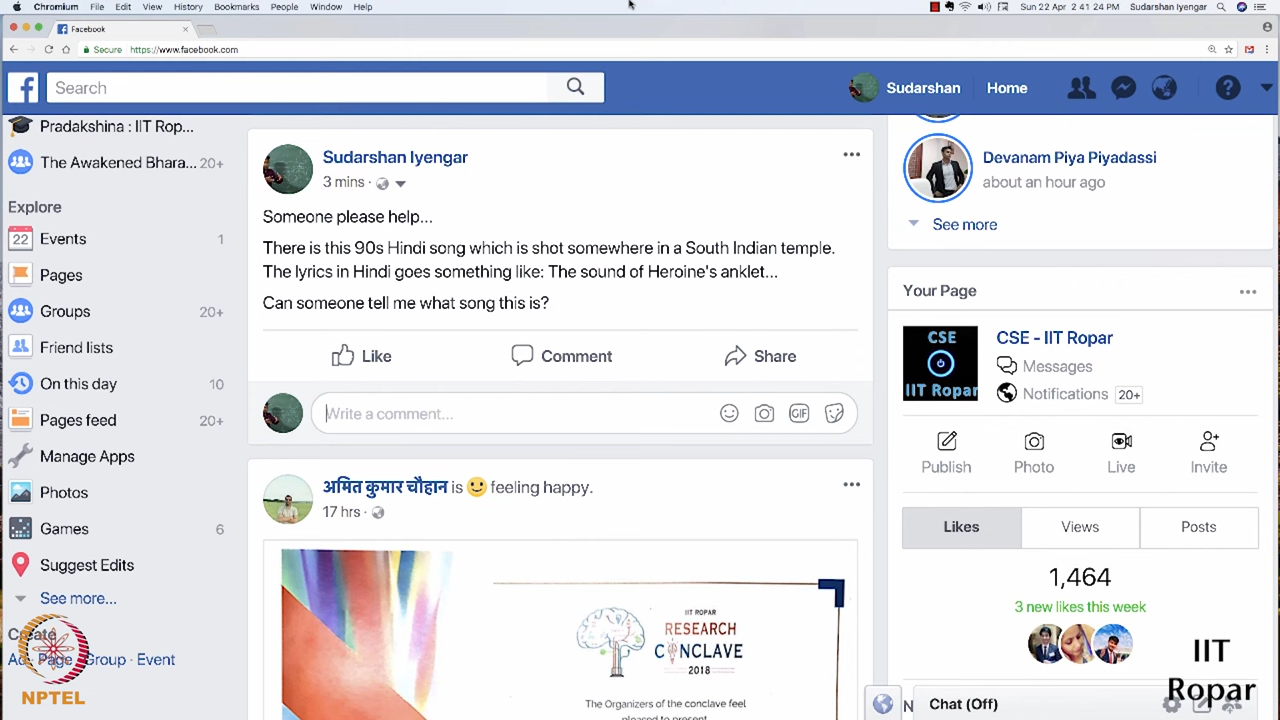 Chromium File Edit View History Bookmarks People Window Help Sun 22 Apr 2 41 24 PM Sudarshan Iyengar
Facebook
Secure https://www.facebook.com
Search
Sudarshan Home
Pradakshina : IIT Rop...
The Awakened Bhara... 20+
Explore
22 Events 1
Pages
Groups 20+
Friend lists
On this day 10
Pages feed 20+
Manage Apps
Photos
Games 6
Suggest Edits
See more...
Create
Ad Page Group · Event
NPTEL
Sudarshan Iyengar
3 mins ·
Someone please help...
There is this 90s Hindi song which is shot somewhere in a South Indian temple.
The lyrics in Hindi goes something like: The sound of Heroine's anklet...
Can someone tell me what song this is?
Like Comment Share
Write a comment...
GIF
अमित कुमार चौहान is feeling happy.
17 hrs ·
IIT ROPAR
RESEARCH
CONCLAVE
2018
The Organizers of the conclave feel
pleased to present
Devanam Piya Piyadassi
about an hour ago
See more
Your Page
CSE
IIT Ropar
CSE - IIT Ropar
Messages
Notifications 20+
Publish Photo Live Invite
Likes Views Posts
1,464
3 new likes this week
N
Chat (Off)
IIT
Ropar